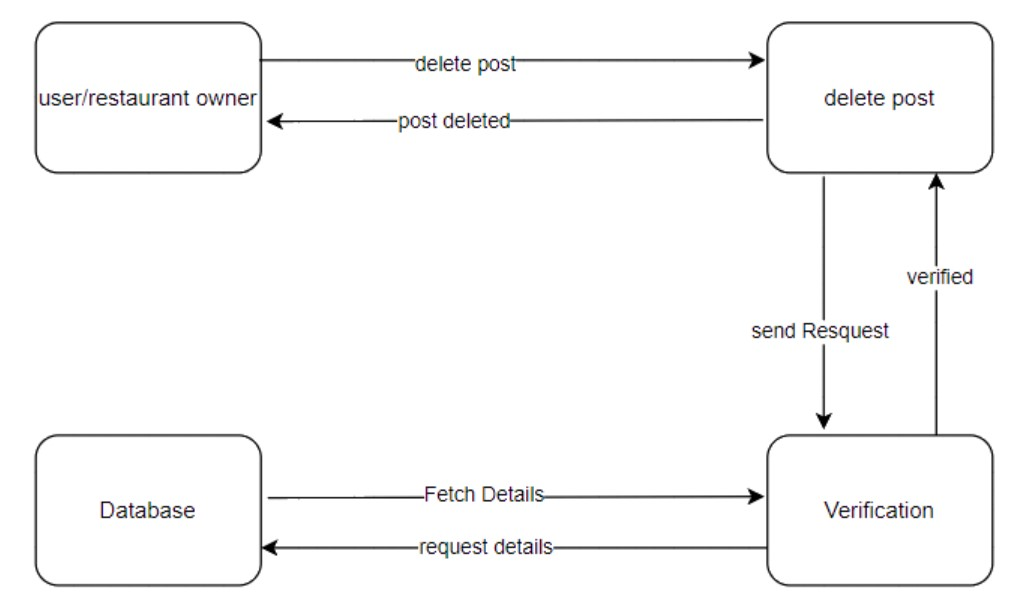 delete post
user/restaurant owner
delete post
post deleted
verified
send Resquest
Fetch Details
Database
Verification
request details